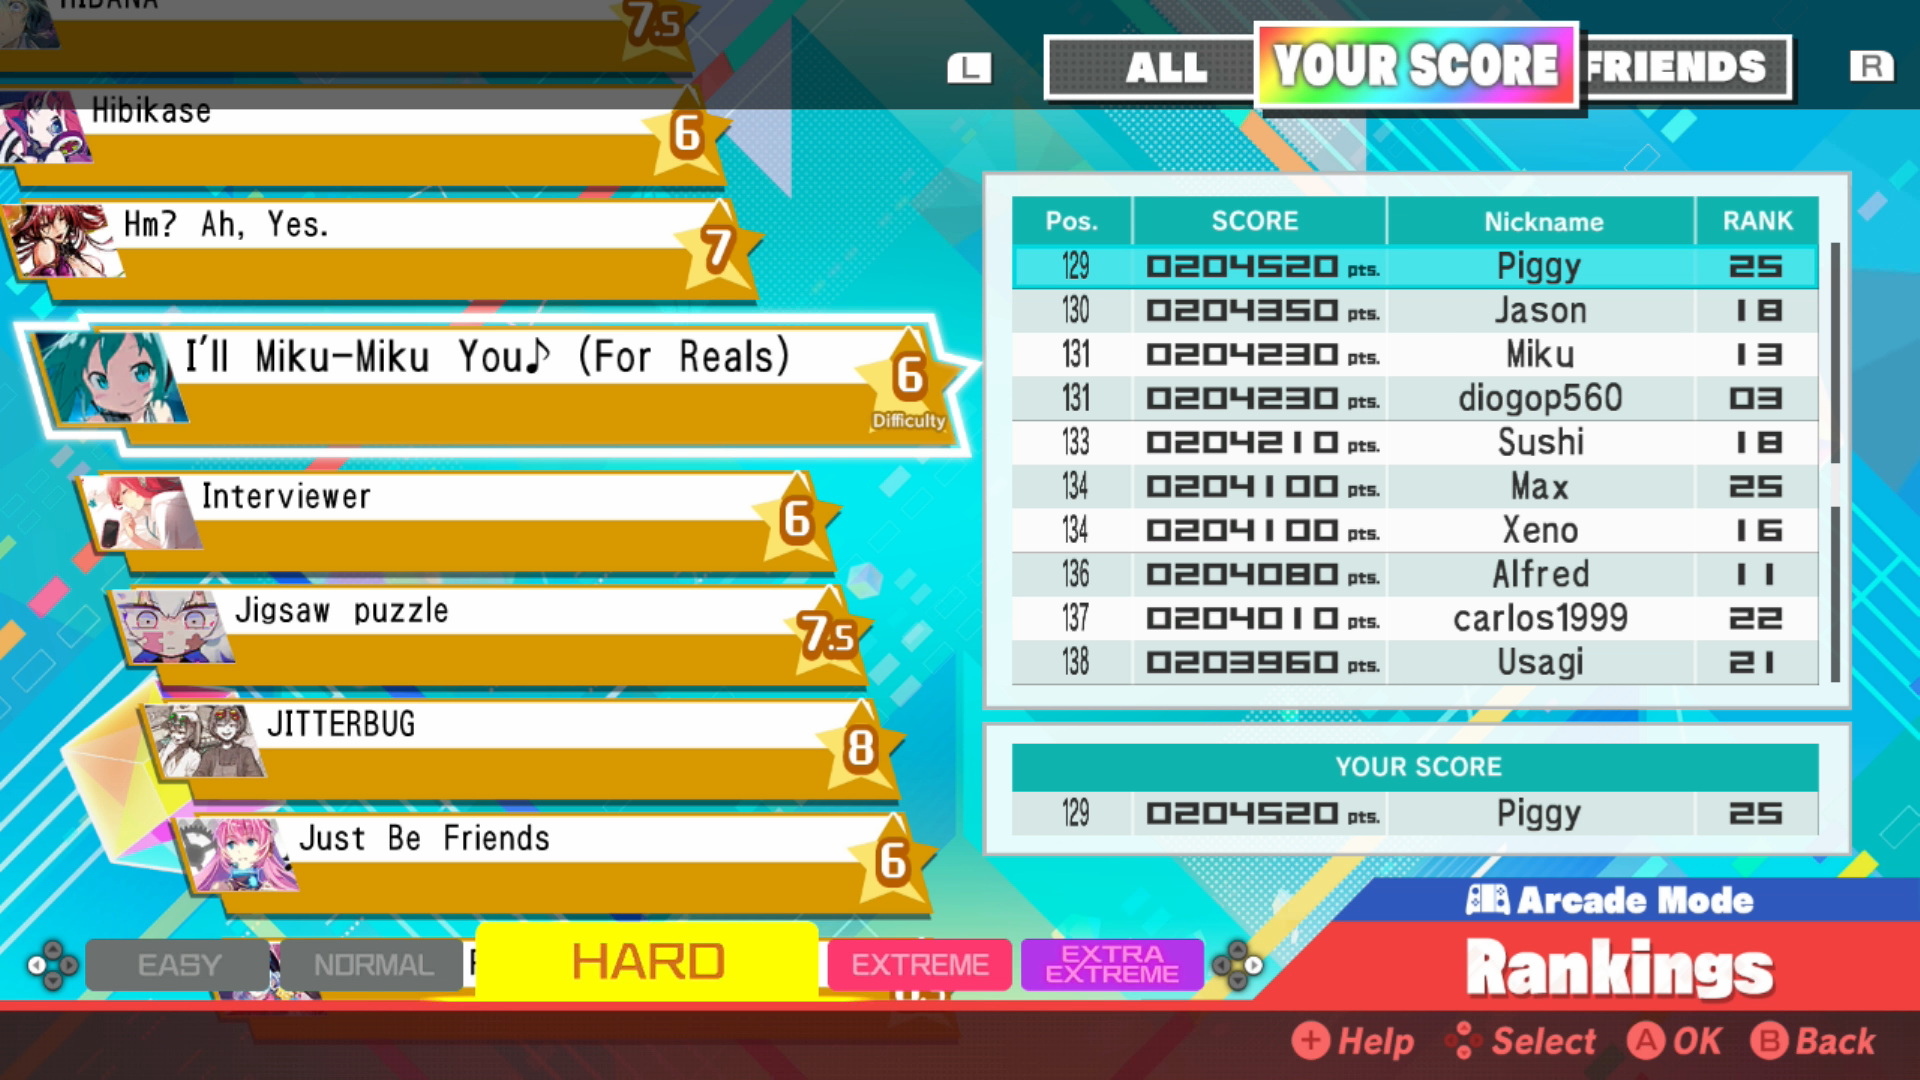 HIBANA
7.5
L
ALL
YOUR SCORE
FRIENDS
R
Hibikase
6
Hm? Ah, Yes.
7
I'll Miku-Miku You♪ (For Reals)
6
Difficulty
Interviewer
6
Jigsaw puzzle
7.5
JITTERBUG
8
Just Be Friends
6
Pos. SCORE Nickname RANK
129 0204520 pts. Piggy 25
130 0204350 pts. Jason 18
131 0204230 pts. Miku 13
131 0204230 pts. diogop560 03
133 0204210 pts. Sushi 18
134 0204100 pts. Max 25
134 0204100 pts. Xeno 16
136 0204080 pts. Alfred 11
137 0204010 pts. carlos1999 22
138 0203960 pts. Usagi 21
YOUR SCORE
129 0204520 pts. Piggy 25
Arcade Mode
Rankings
EASY
NORMAL
HARD
EXTREME
EXTRA
EXTREME
+ Help
Select
A OK
B Back